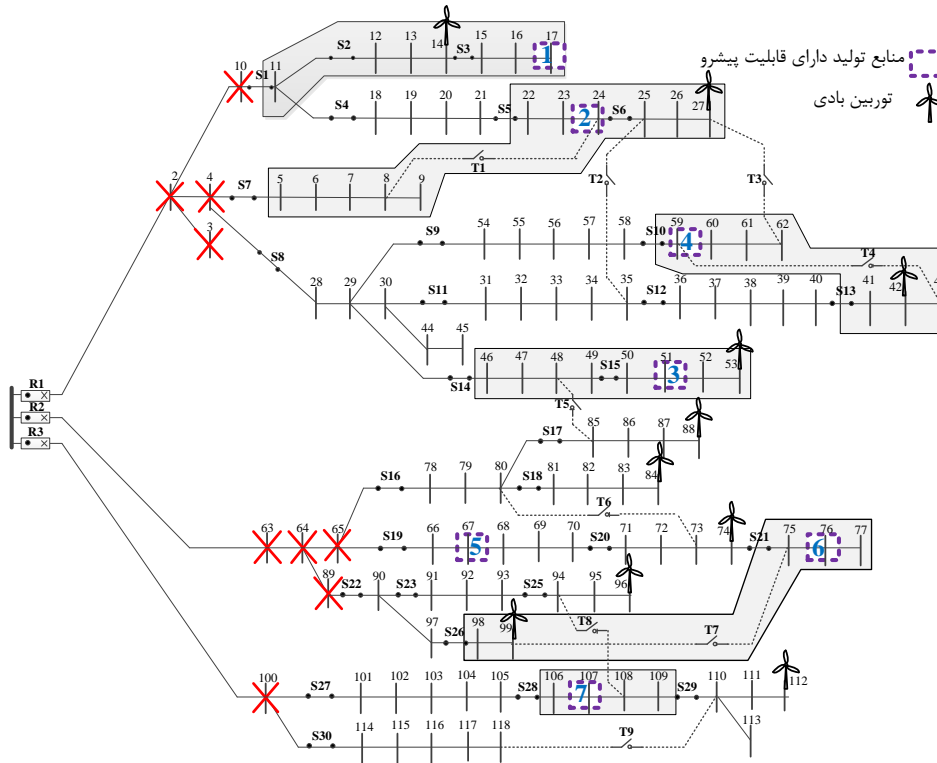 منابع تولید دارای قابلیت پیشرو
توربین بادی
10 S1 11 S2 12 13 14 S3 15 16 17 1
S4 18 19 20 21 S5 22 23 24 2 S6 25 26 27
T1 T2 T3
2 4 S7 5 6 7 8 9
3 S8
S9 54 55 56 57 58 S10 59 4 60 61 62
T4
28 29 30 S11 31 32 33 34 35 S12 36 37 38 39 40 S13 41 42
44 45
S14 46 47 48 49 S15 50 51 3 52 53
T5
R1
R2
R3
S17 85 86 87 88
S16 78 79 80 S18 81 82 83 84
T6
63 64 65 S19 66 67 5 68 69 70 S20 71 72 73 74 S21 75 76 6 77
89 S22 90 S23 91 92 93 S25 94 95 96
97 S26 98 99 T8 T7
100 S27 101 102 103 104 105 S28 106 107 7 108 109 S29 110 111 112
113
S30 114 115 116 117 118 T9